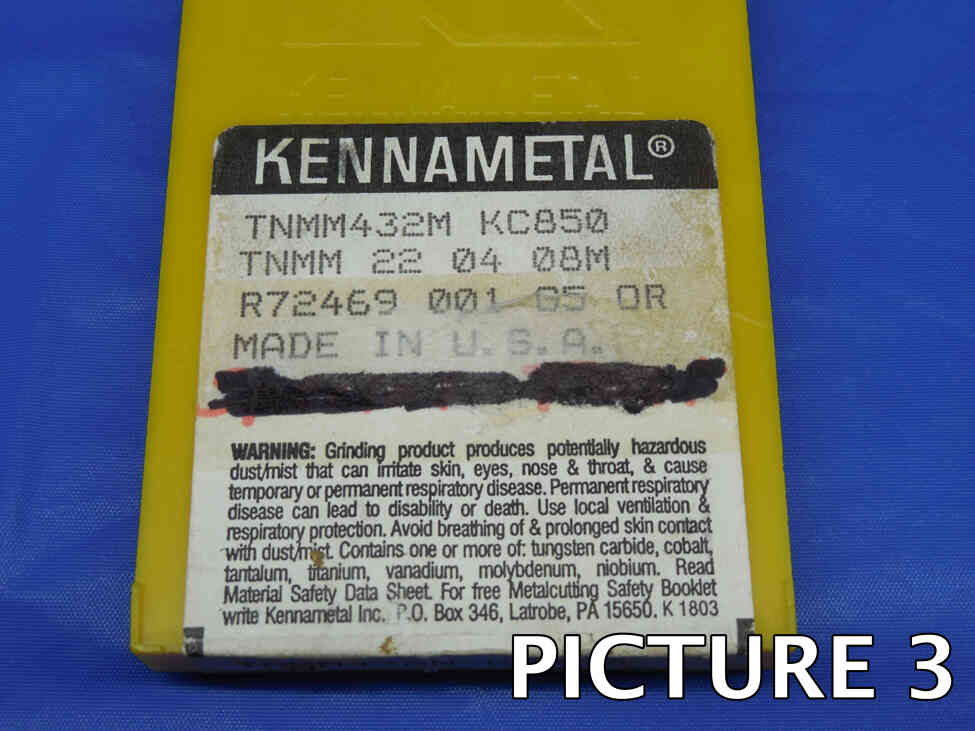 KENNAMETAL
KENNAMETAL®
TNMM432M KC850
TNMM 22 04 08M
R72469 001 G5 OR
MADE IN U.S.A.
WARNING: Grinding product produces potentially hazardous
dust/mist that can irritate skin, eyes, nose & throat, & cause
temporary or permanent respiratory disease. Permanent respiratory
disease can lead to disability or death. Use local ventilation &
respiratory protection. Avoid breathing of & prolonged skin contact
with dust/mist. Contains one or more of: tungsten carbide, cobalt,
tantalum, titanium, vanadium, molybdenum, niobium. Read
Material Safety Data Sheet. For free Metalcutting Safety Booklet
write Kennametal Inc. P.O. Box 346, Latrobe, PA 15650. K 1803
PICTURE 3